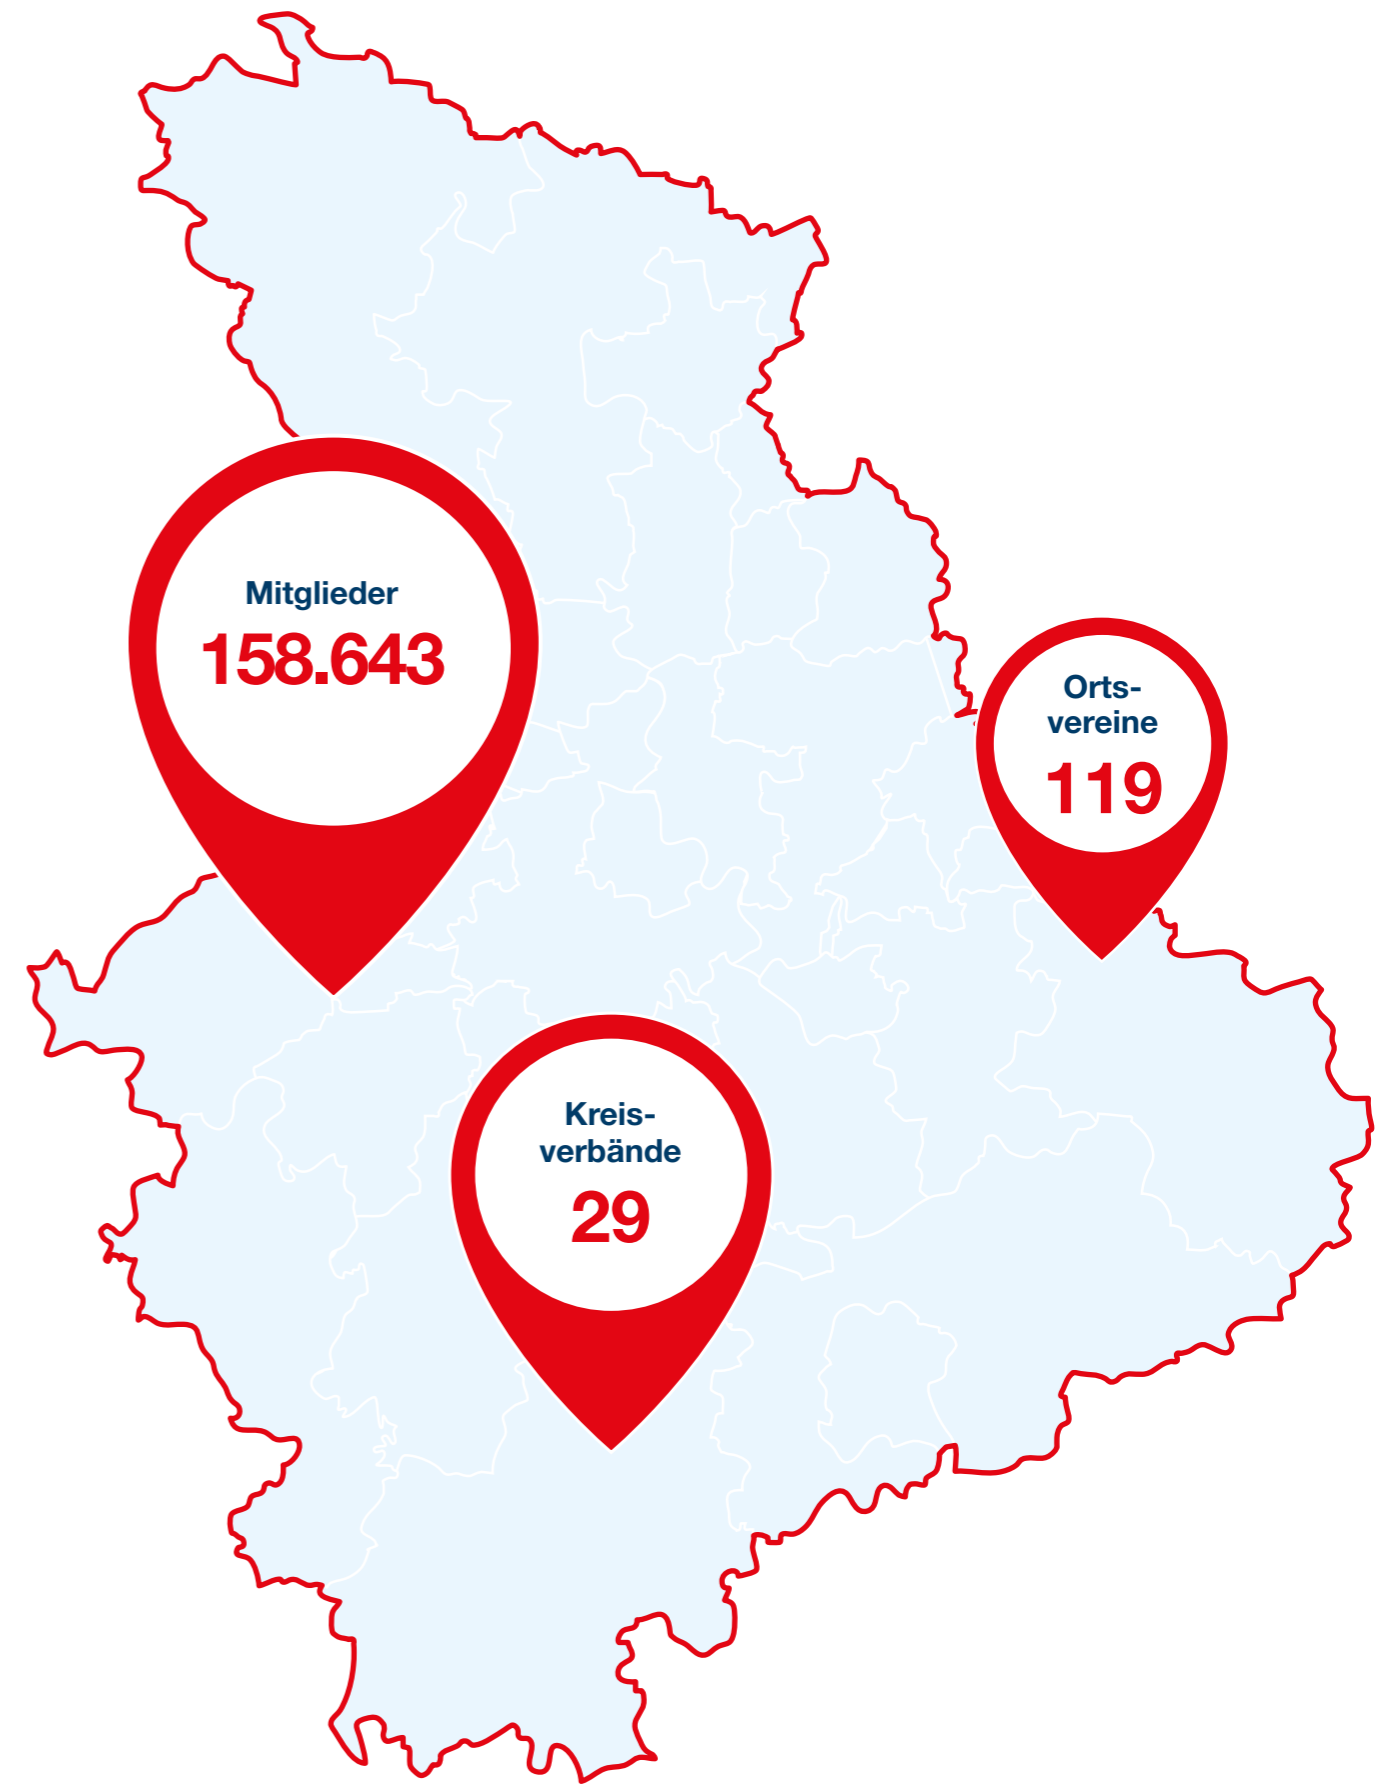 Mitglieder
158.643
Orts-
vereine
119
Kreis-
verbände
29